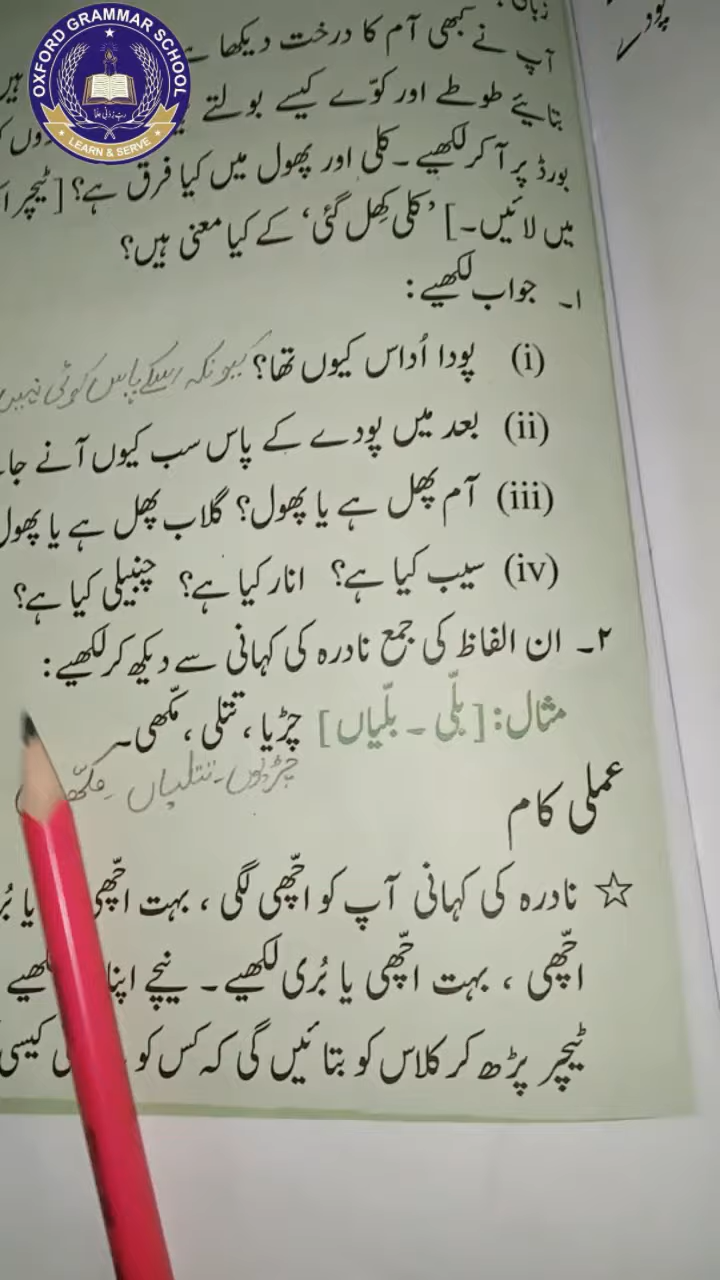 OXFORD GRAMMAR SCHOOL
LEARN & SERVE
آپ نے کبھی آم کا درخت دیکھا
بتایئے طوطے اور کوّے کیسے بولتے
بورڈ پر آ کر لکھیے۔ کلی اور پھول میں کیا فرق ہے؟ [ٹیچر
میں لائیں۔] ’کلی کِھل گئی‘ کے کیا معنی ہیں؟
۱۔ جواب لکھیے:
(i) پودا اُداس کیوں تھا؟ کیونکہ اسکے پاس کوئی نہیں
(ii) بعد میں پودے کے پاس سب کیوں آنے
(iii) آم پھل ہے یا پھول؟ گلاب پھل ہے یا پھول
(iv) سیب کیا ہے؟ انار کیا ہے؟ چنبیلی کیا ہے؟
۲۔ ان الفاظ کی جمع نادرہ کی کہانی سے دیکھ کر لکھیے:
مثال: [بلّی ۔ بلّیاں] چڑیا، تتلی، مکّھی۔
چڑیوں۔تتلیاں
عملی کام
☆ نادرہ کی کہانی آپ کو اچّھی لگی، بہت اچّھی یا
اچّھی، بہت اچّھی یا بُری لکھیے۔ نیچے اپنا
ٹیچر پڑھ کر کلاس کو بتائیں گی کہ کس کو کیسی